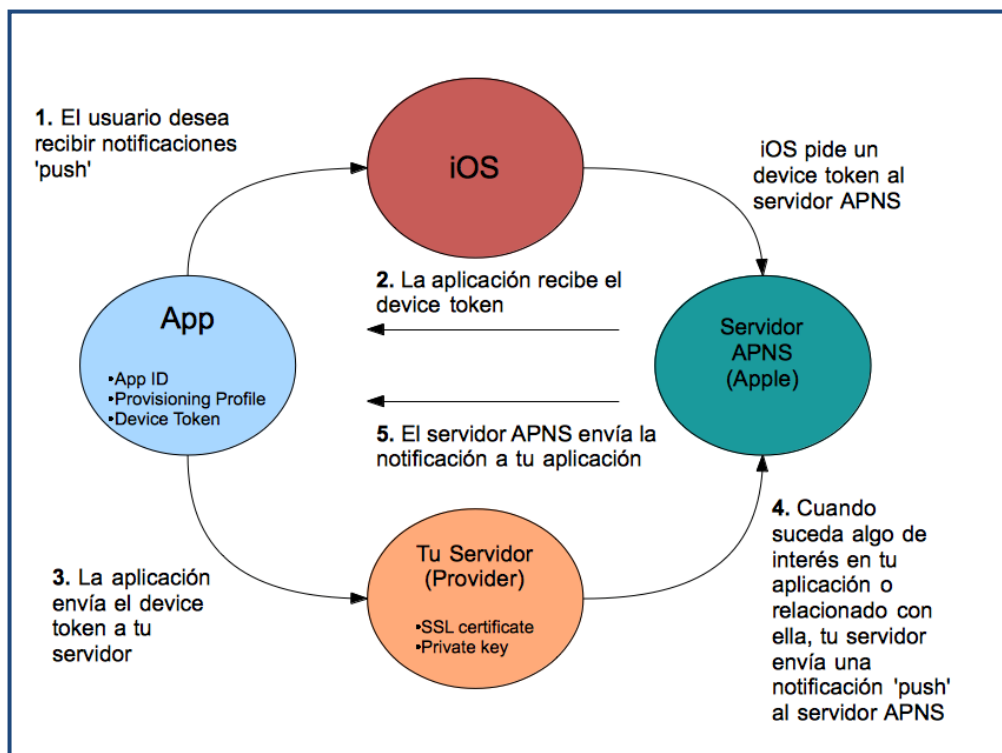 1. El usuario desea
recibir notificaciones
'push'
iOS
iOS pide un
device token al
servidor APNS
2. La aplicación recibe el
device token
App
•App ID
•Provisioning Profile
•Device Token
Servidor
APNS
(Apple)
5. El servidor APNS envía la
notificación a tu aplicación
3. La aplicación
envía el device
token a tu
servidor
Tu Servidor
(Provider)
•SSL certificate
•Private key
4. Cuando
suceda algo de
interés en tu
aplicación o
relacionado con
ella, tu servidor
envía una
notificación 'push'
al servidor APNS